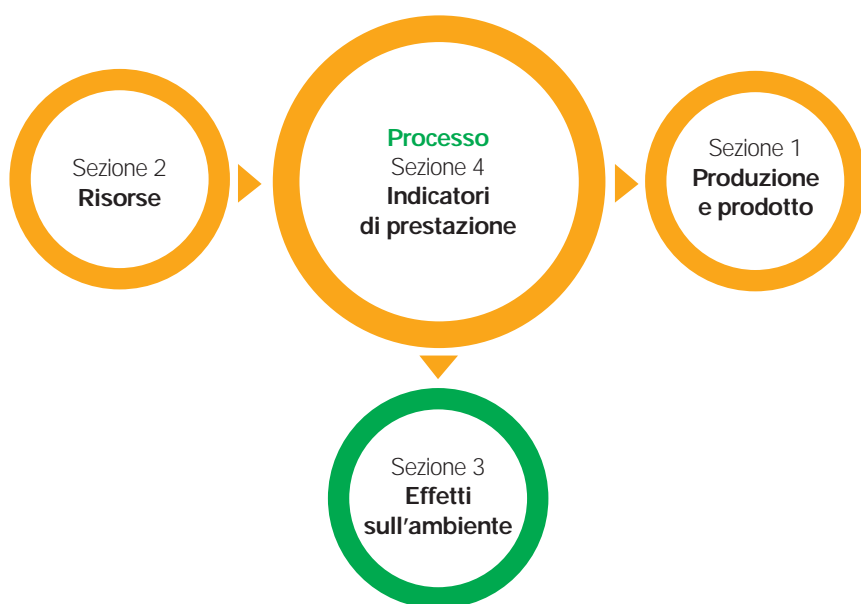 Sezione 2
Risorse
Processo
Sezione 4
Indicatori
di prestazione
Sezione 1
Produzione
e prodotto
Sezione 3
Effetti
sull'ambiente